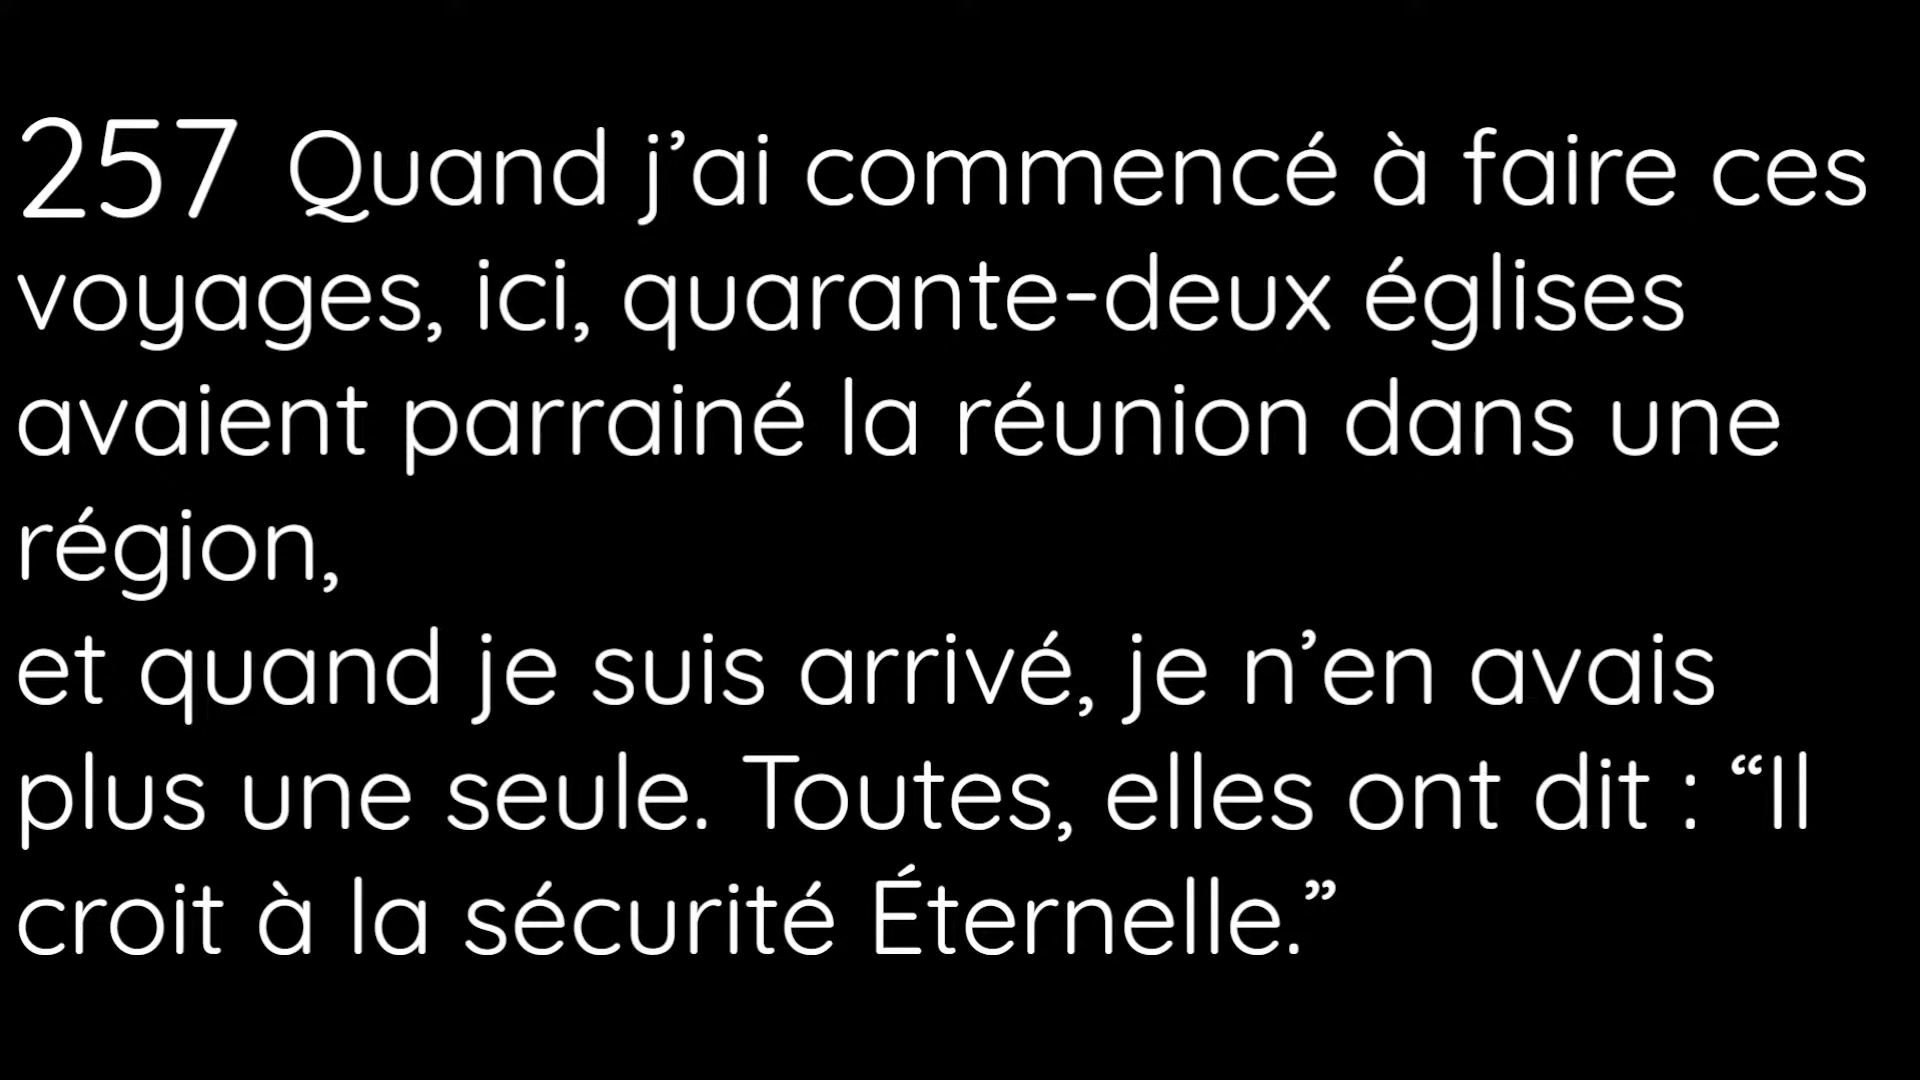 257 Quand j’ai commencé à faire ces
voyages, ici, quarante-deux églises
avaient parrainé la réunion dans une
région,
et quand je suis arrivé, je n’en avais
plus une seule. Toutes, elles ont dit : “Il
croit à la sécurité Éternelle.”